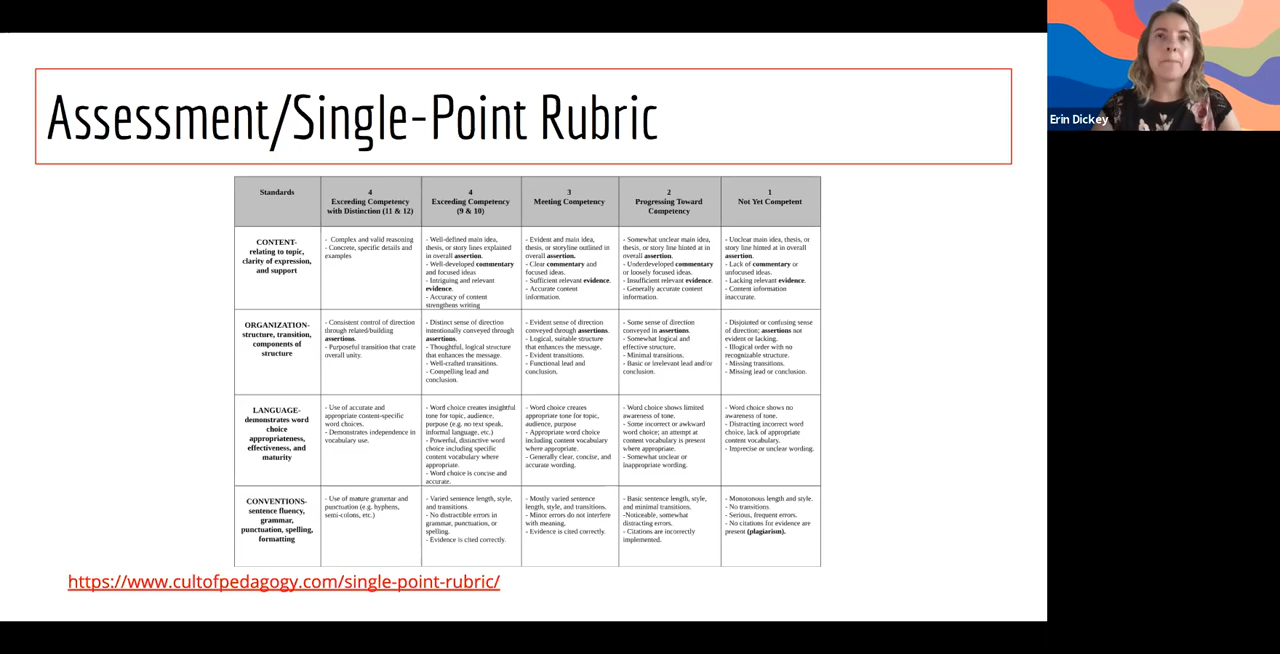 Assessment/Single-Point Rubric
Erin Dickey
Standards
4
Exceeding Competency
with Distinction (11 & 12)
4
Exceeding Competency
(9 & 10)
3
Meeting Competency
2
Progressing Toward
Competency
1
Not Yet Competent
CONTENT-
relating to topic,
clarity of expression,
and support
- Complex and valid reasoning
- Concrete, specific details and
examples
- Well-defined main idea,
thesis, or story lines explained
in overall assertion.
- Well-developed commentary
and focused ideas
- Intriguing and relevant
evidence.
- Accuracy of content
strengthens writing
- Evident and main idea,
thesis, or storyline outlined in
overall assertion.
- Clear commentary and
focused ideas.
- Sufficient relevant evidence.
- Accurate content
information.
- Somewhat unclear main idea,
thesis, or story line hinted at in
overall assertion.
- Underdeveloped commentary
or loosely focused ideas.
- Insufficient relevant evidence.
- Generally accurate content
information.
- Unclear main idea, thesis, or
story line hinted at in overall
assertion.
- Lack of commentary or
unfocused ideas.
- Lacking relevant evidence.
- Content information
inaccurate.
ORGANIZATION-
structure, transition,
components of
structure
- Consistent control of direction
through related/building
assertions.
- Purposeful transition that crate
overall unity.
- Distinct sense of direction
intentionally conveyed through
assertions.
- Thoughtful, logical structure
that enhances the message.
- Well-crafted transitions.
- Compelling lead and
conclusion.
- Evident sense of direction
conveyed through assertions.
- Logical, suitable structure
that enhances the message.
- Evident transitions.
- Functional lead and
conclusion.
- Some sense of direction
conveyed in assertions.
- Somewhat logical and
effective structure.
- Minimal transitions.
- Basic or irrelevant lead and/or
conclusion.
- Disjointed or confusing sense
of direction; assertions not
evident or lacking.
- Illogical order with no
recognizable structure.
- Missing transitions.
- Missing lead or conclusion.
LANGUAGE-
demonstrates word
choice
appropriateness,
effectiveness, and
maturity
- Use of accurate and
appropriate content-specific
word choices.
- Demonstrates independence in
vocabulary use.
- Word choice creates insightful
tone for topic, audience,
purpose (e.g. no text speak,
informal language, etc.)
- Powerful, distinctive word
choice including specific
content vocabulary where
appropriate.
- Word choice is concise and
accurate.
- Word choice creates
appropriate tone for topic,
audience, purpose
- Appropriate word choice
including content vocabulary
where appropriate.
- Generally clear, concise, and
accurate wording.
- Word choice shows limited
awareness of tone.
- Some incorrect or awkward
word choice; an attempt at
content vocabulary is present
where appropriate.
- Somewhat unclear or
inappropriate wording.
- Word choice shows no
awareness of tone.
- Distracting incorrect word
choice, lack of appropriate
content vocabulary.
- Imprecise or unclear wording.
CONVENTIONS-
sentence fluency,
grammar,
punctuation, spelling,
formatting
- Use of mature grammar and
punctuation (e.g. hyphens,
semi-colons, etc.)
- Varied sentence length, style,
and transitions.
- No distractible errors in
grammar, punctuation, or
spelling.
- Evidence is cited correctly.
- Mostly varied sentence
length, style, and transitions.
- Minor errors do not interfere
with meaning.
- Evidence is cited correctly.
- Basic sentence length, style,
and minimal transitions.
-Noticeable, somewhat
distracting errors.
- Citations are incorrectly
implemented.
- Monotonous length and style.
- No transitions.
- Serious, frequent errors.
- No citations for evidence are
present (plagiarism).
https://www.cultofpedagogy.com/single-point-rubric/